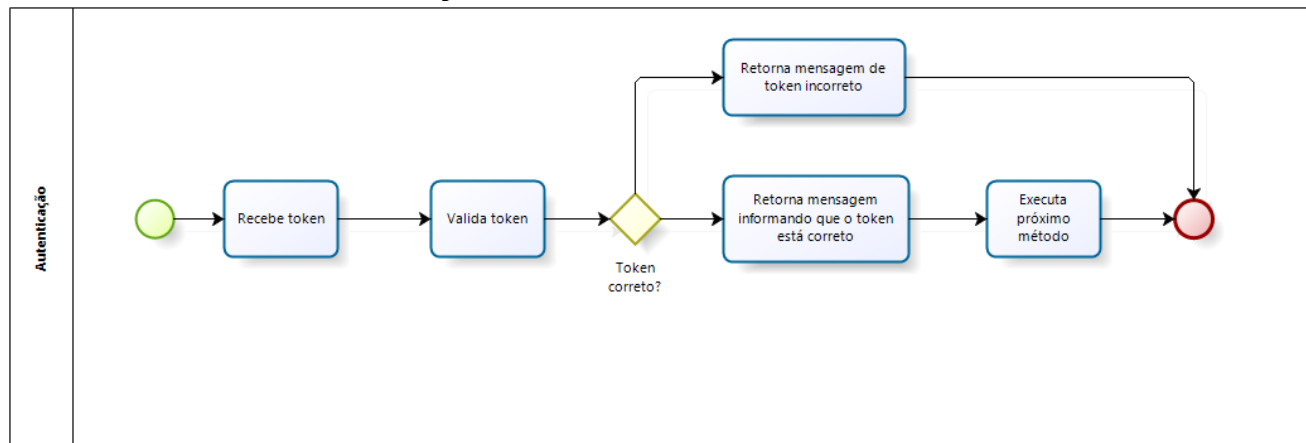 Autenticação
Recebe token
Valida token
Token
correto?
Retorna mensagem de
token incorreto
Retorna mensagem
informando que o token
está correto
Executa
próximo
método